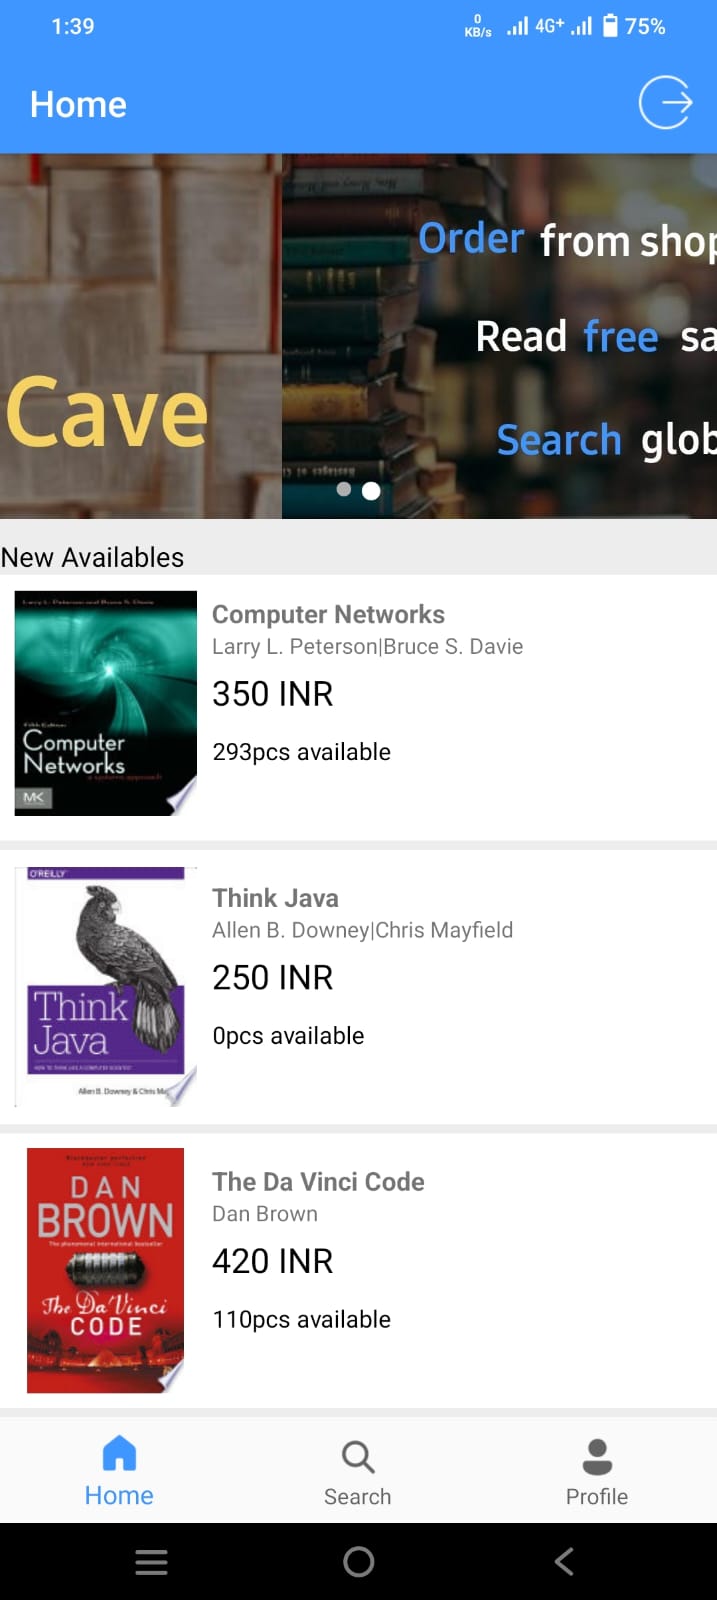 1:39
0
KB/s
4G+
75%
Home
Cave
Order from shop
Read free sa
Search glob
New Availables
Larry L. Peterson and Bruce S. Davie
Fifth Edition
Computer
Networks
a systems approach
MK
Computer Networks
Larry L. Peterson|Bruce S. Davie
350 INR
293pcs available
O'REILLY
Think
Java
HOW TO THINK LIKE A COMPUTER SCIENTIST
Allen B. Downey & Chris Ma
Think Java
Allen B. Downey|Chris Mayfield
250 INR
0pcs available
DAN
BROWN
The phenomenal international bestseller
The Da Vinci
CODE
The Da Vinci Code
Dan Brown
420 INR
110pcs available
Home
Search
Profile